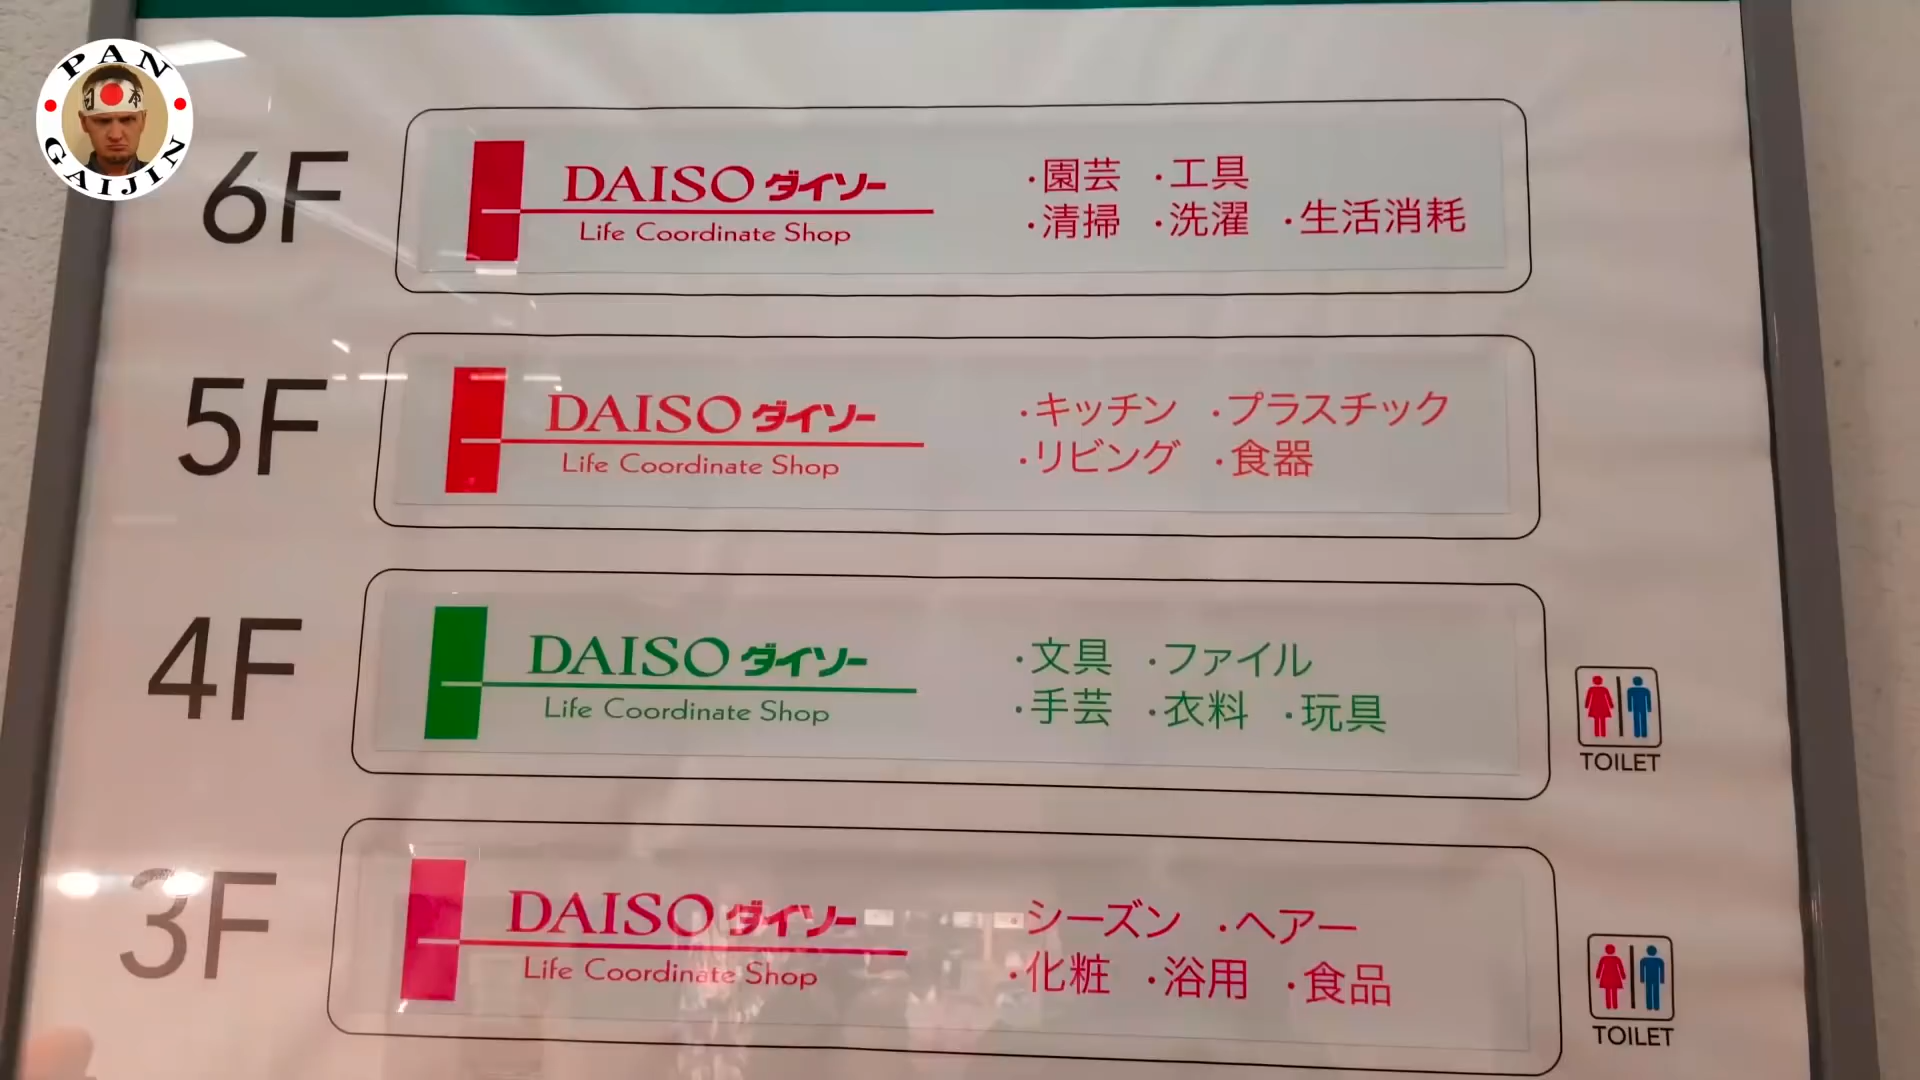 PAN
日本
GAIJIN
6F
DAISO ダイソー
Life Coordinate Shop
・園芸 ・工具
・清掃 ・洗濯 ・生活消耗
5F
DAISO ダイソー
Life Coordinate Shop
・キッチン ・プラスチック
・リビング ・食器
4F
DAISO ダイソー
Life Coordinate Shop
・文具 ・ファイル
・手芸 ・衣料 ・玩具
TOILET
3F
DAISO ダイソー
Life Coordinate Shop
・シーズン ・ヘアー
・化粧 ・浴用 ・食品
TOILET